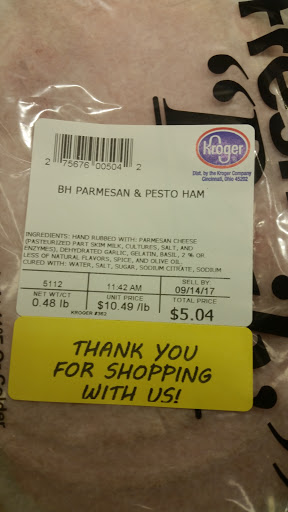 Kroger
Dist. by the Kroger Company
Cincinnati, Ohio 45202
2 75676 00504 2
BH PARMESAN & PESTO HAM
INGREDIENTS: HAND RUBBED WITH: PARMESAN CHEESE
(PASTEURIZED PART SKIM MILK, CULTURES, SALT, AND
ENZYMES), DEHYDRATED GARLIC, GELATIN, BASIL, 2 % OR
LESS OF NATURAL FLAVORS, SPICE, AND OLIVE OIL.
CURED WITH: WATER, SALT, SUGAR, SODIUM CITRATE, SODIUM
5112 11:42 AM SELL BY
09/14/17
NET WT/CT UNIT PRICE TOTAL PRICE
0.48 lb $10.49 /lb $5.04
KROGER #362
THANK YOU
FOR SHOPPING
WITH US!